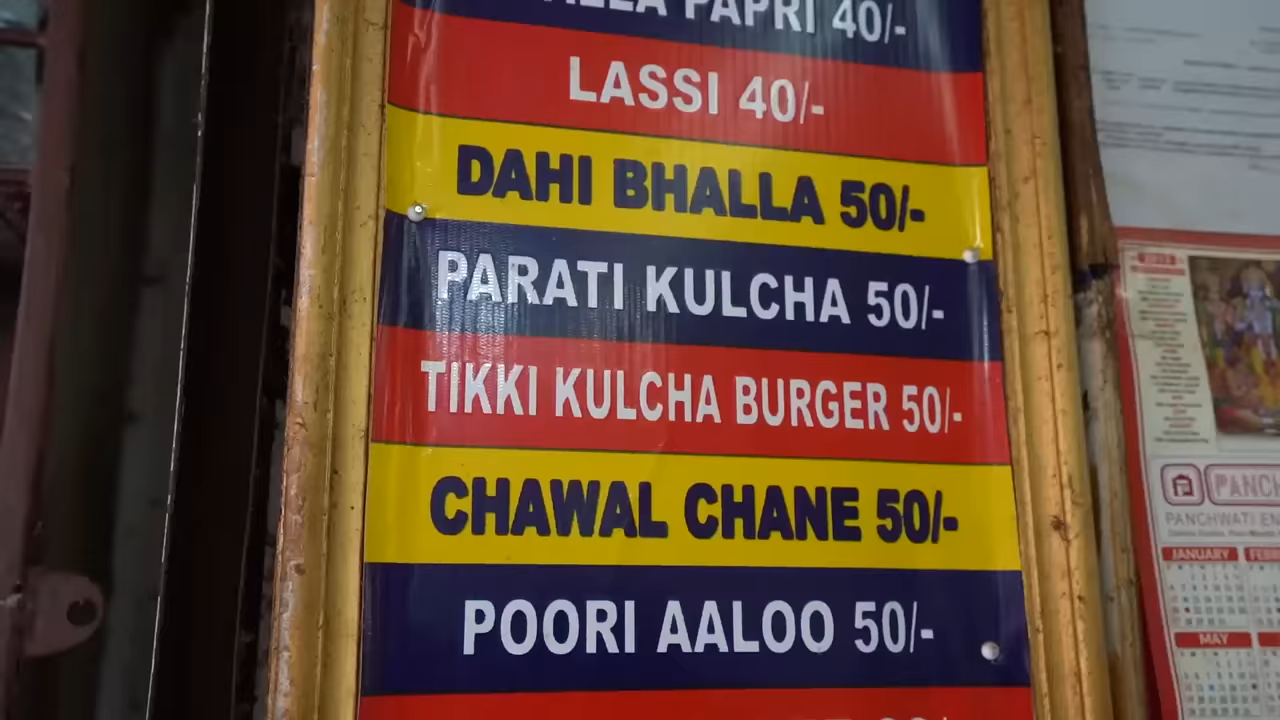 PAPRI 40/-
LASSI 40/-
DAHI BHALLA 50/-
PARATI KULCHA 50/-
TIKKI KULCHA BURGER 50/-
CHAWAL CHANE 50/-
POORI AALOO 50/-
PANCHWATI
JANUARY
MAY